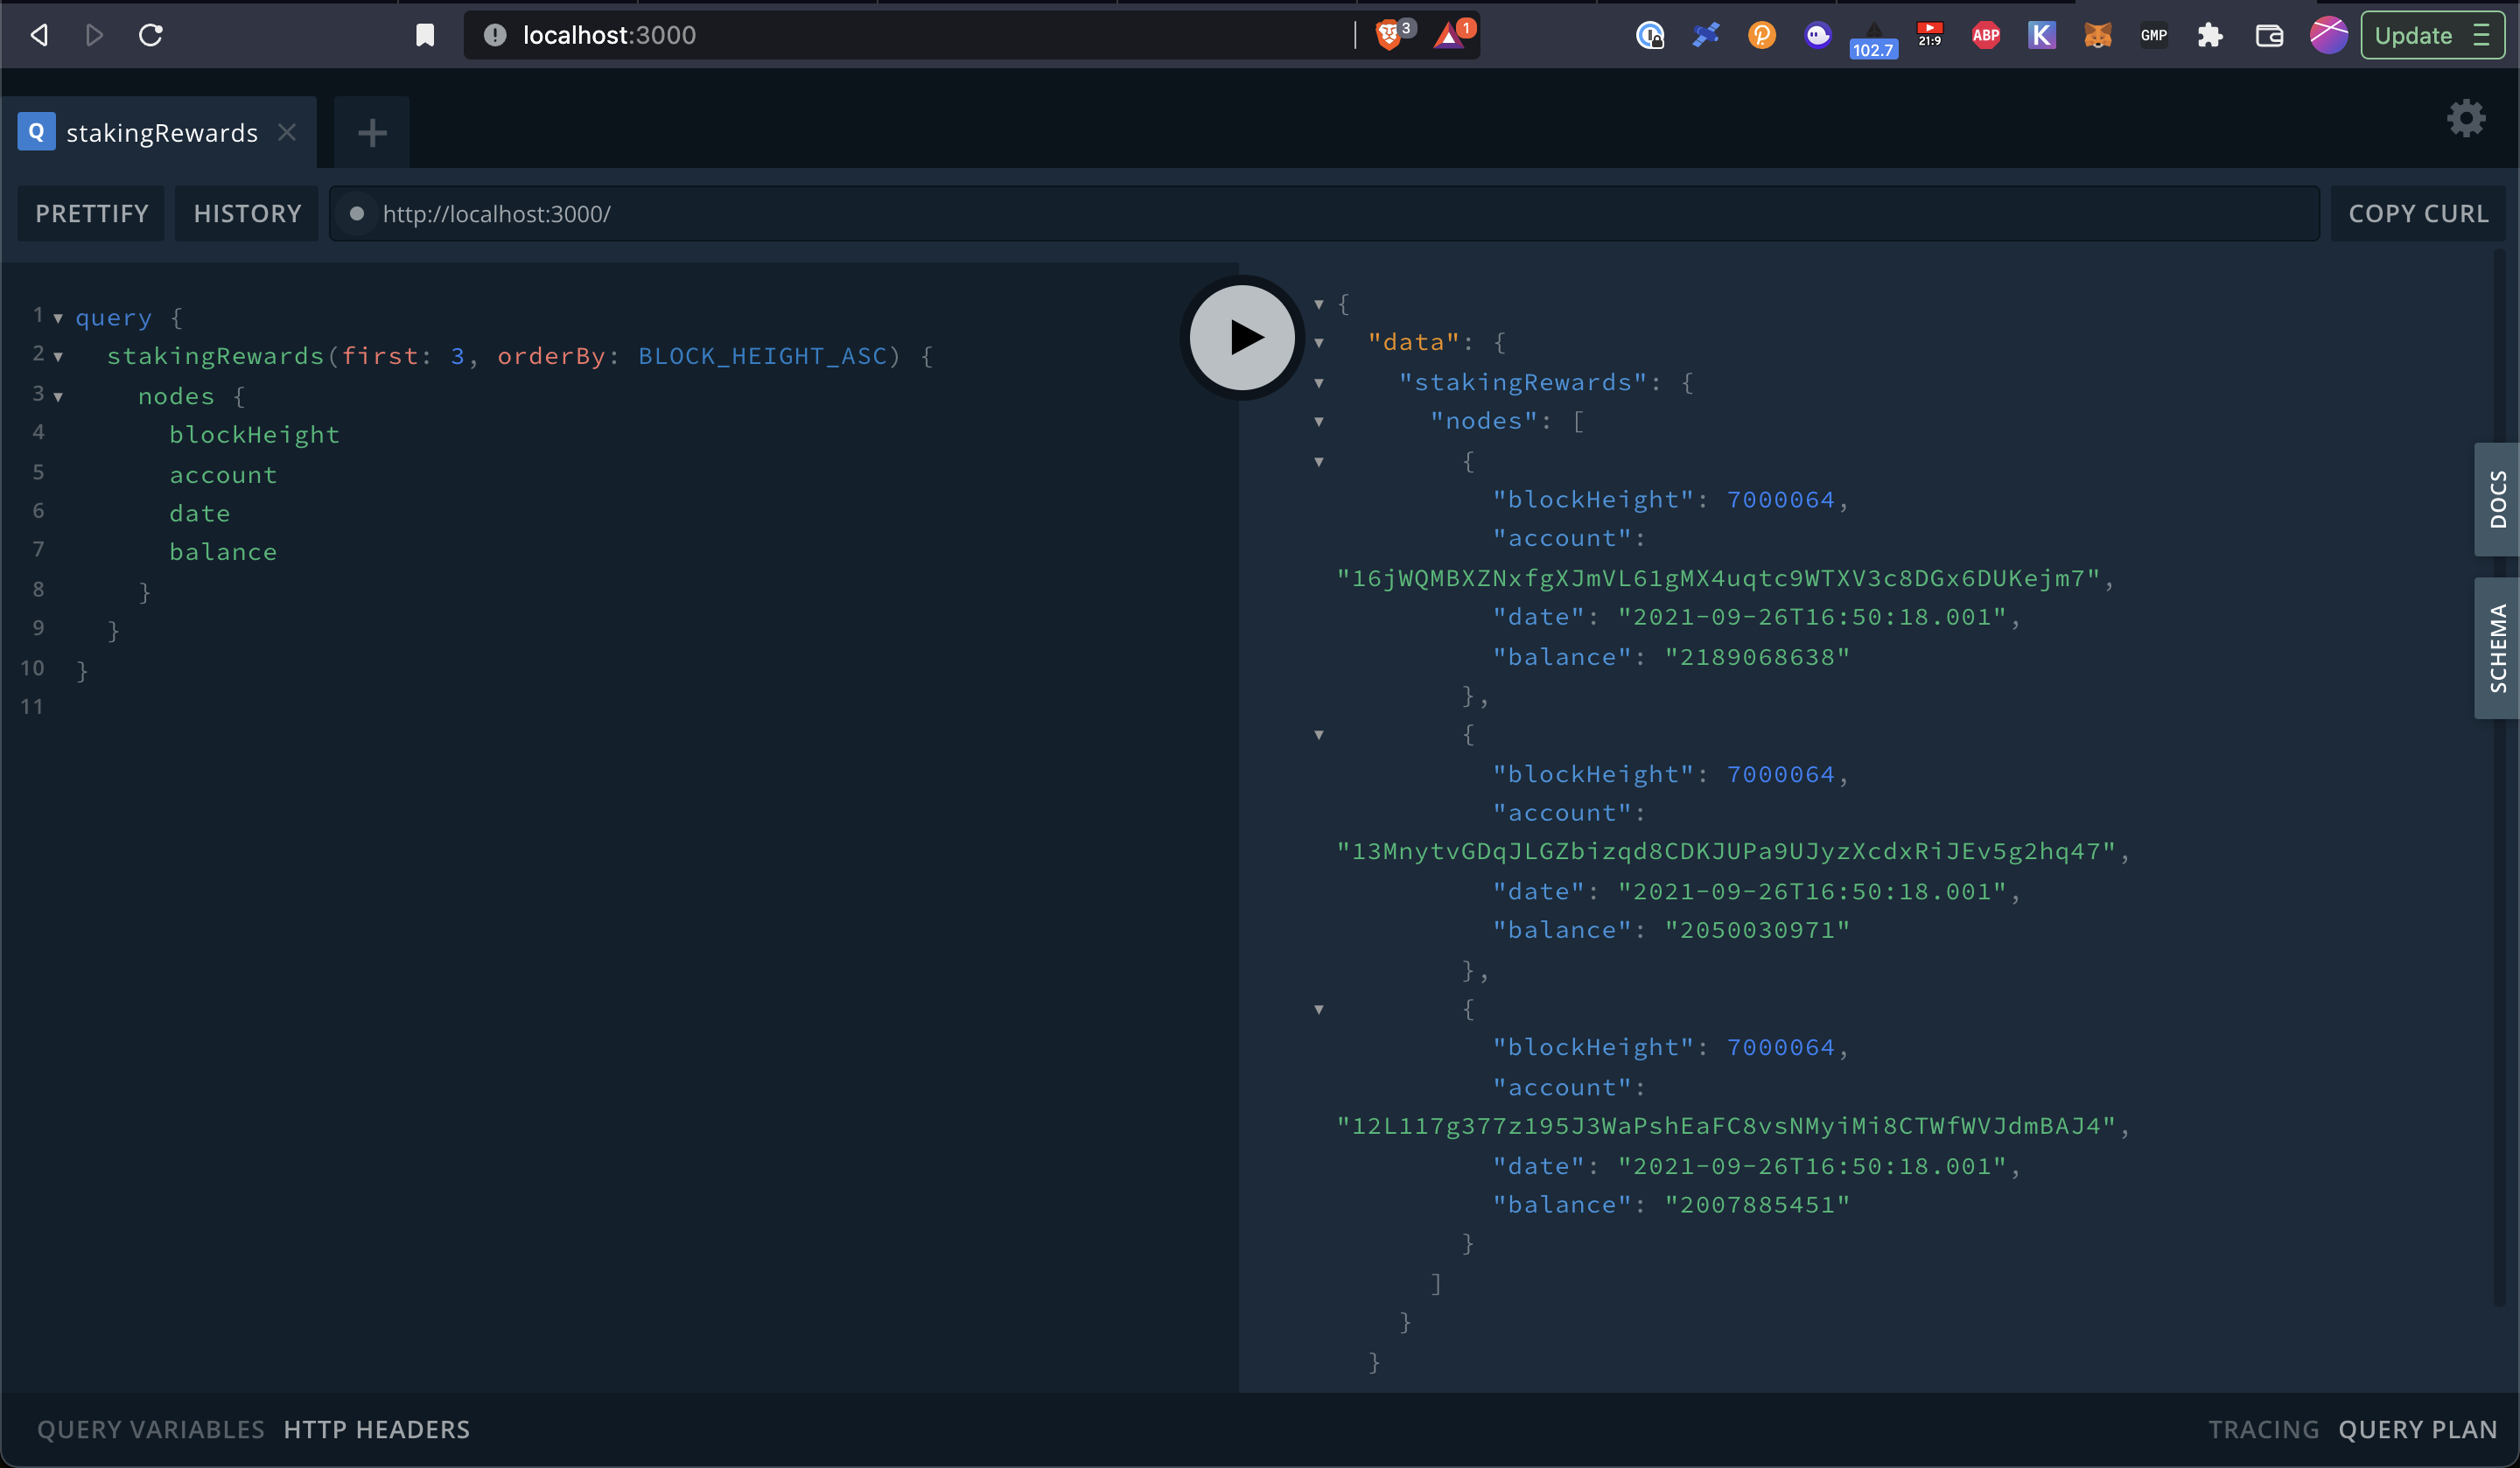 localhost:3000
3
1
102.7
21:9
ABP
K
GMP
Update
Q stakingRewards
PRETTIFY
HISTORY
http://localhost:3000/
COPY CURL
1 query {
2 stakingRewards(first: 3, orderBy: BLOCK_HEIGHT_ASC) {
3 nodes {
4 blockHeight
5 account
6 date
7 balance
8 }
9 }
10 }
11
{
"data": {
"stakingRewards": {
"nodes": [
{
"blockHeight": 7000064,
"account":
"16jWQMBXZNxfgXJmVL61gMX4uqtc9WTXV3c8DGx6DUKejm7",
"date": "2021-09-26T16:50:18.001",
"balance": "2189068638"
},
{
"blockHeight": 7000064,
"account":
"13MnytvGDqJLGZbizqd8CDKJUPa9UJyzXcdxRiJEv5g2hq47",
"date": "2021-09-26T16:50:18.001",
"balance": "2050030971"
},
{
"blockHeight": 7000064,
"account":
"12L117g377z195J3WaPshEaFC8vsNMyiMi8CTWfWVJdmBAJ4",
"date": "2021-09-26T16:50:18.001",
"balance": "2007885451"
}
]
}
}
DOCS
SCHEMA
QUERY VARIABLES HTTP HEADERS
TRACING QUERY PLAN